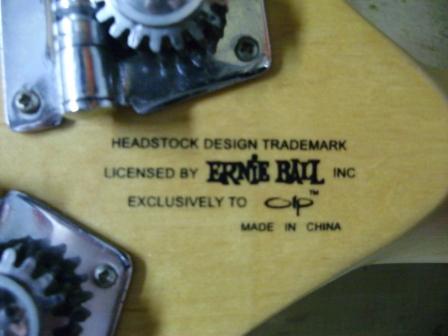 HEADSTOCK DESIGN TRADEMARK
LICENSED BY ERNIE BALL INC
EXCLUSIVELY TO OLP™
MADE IN CHINA